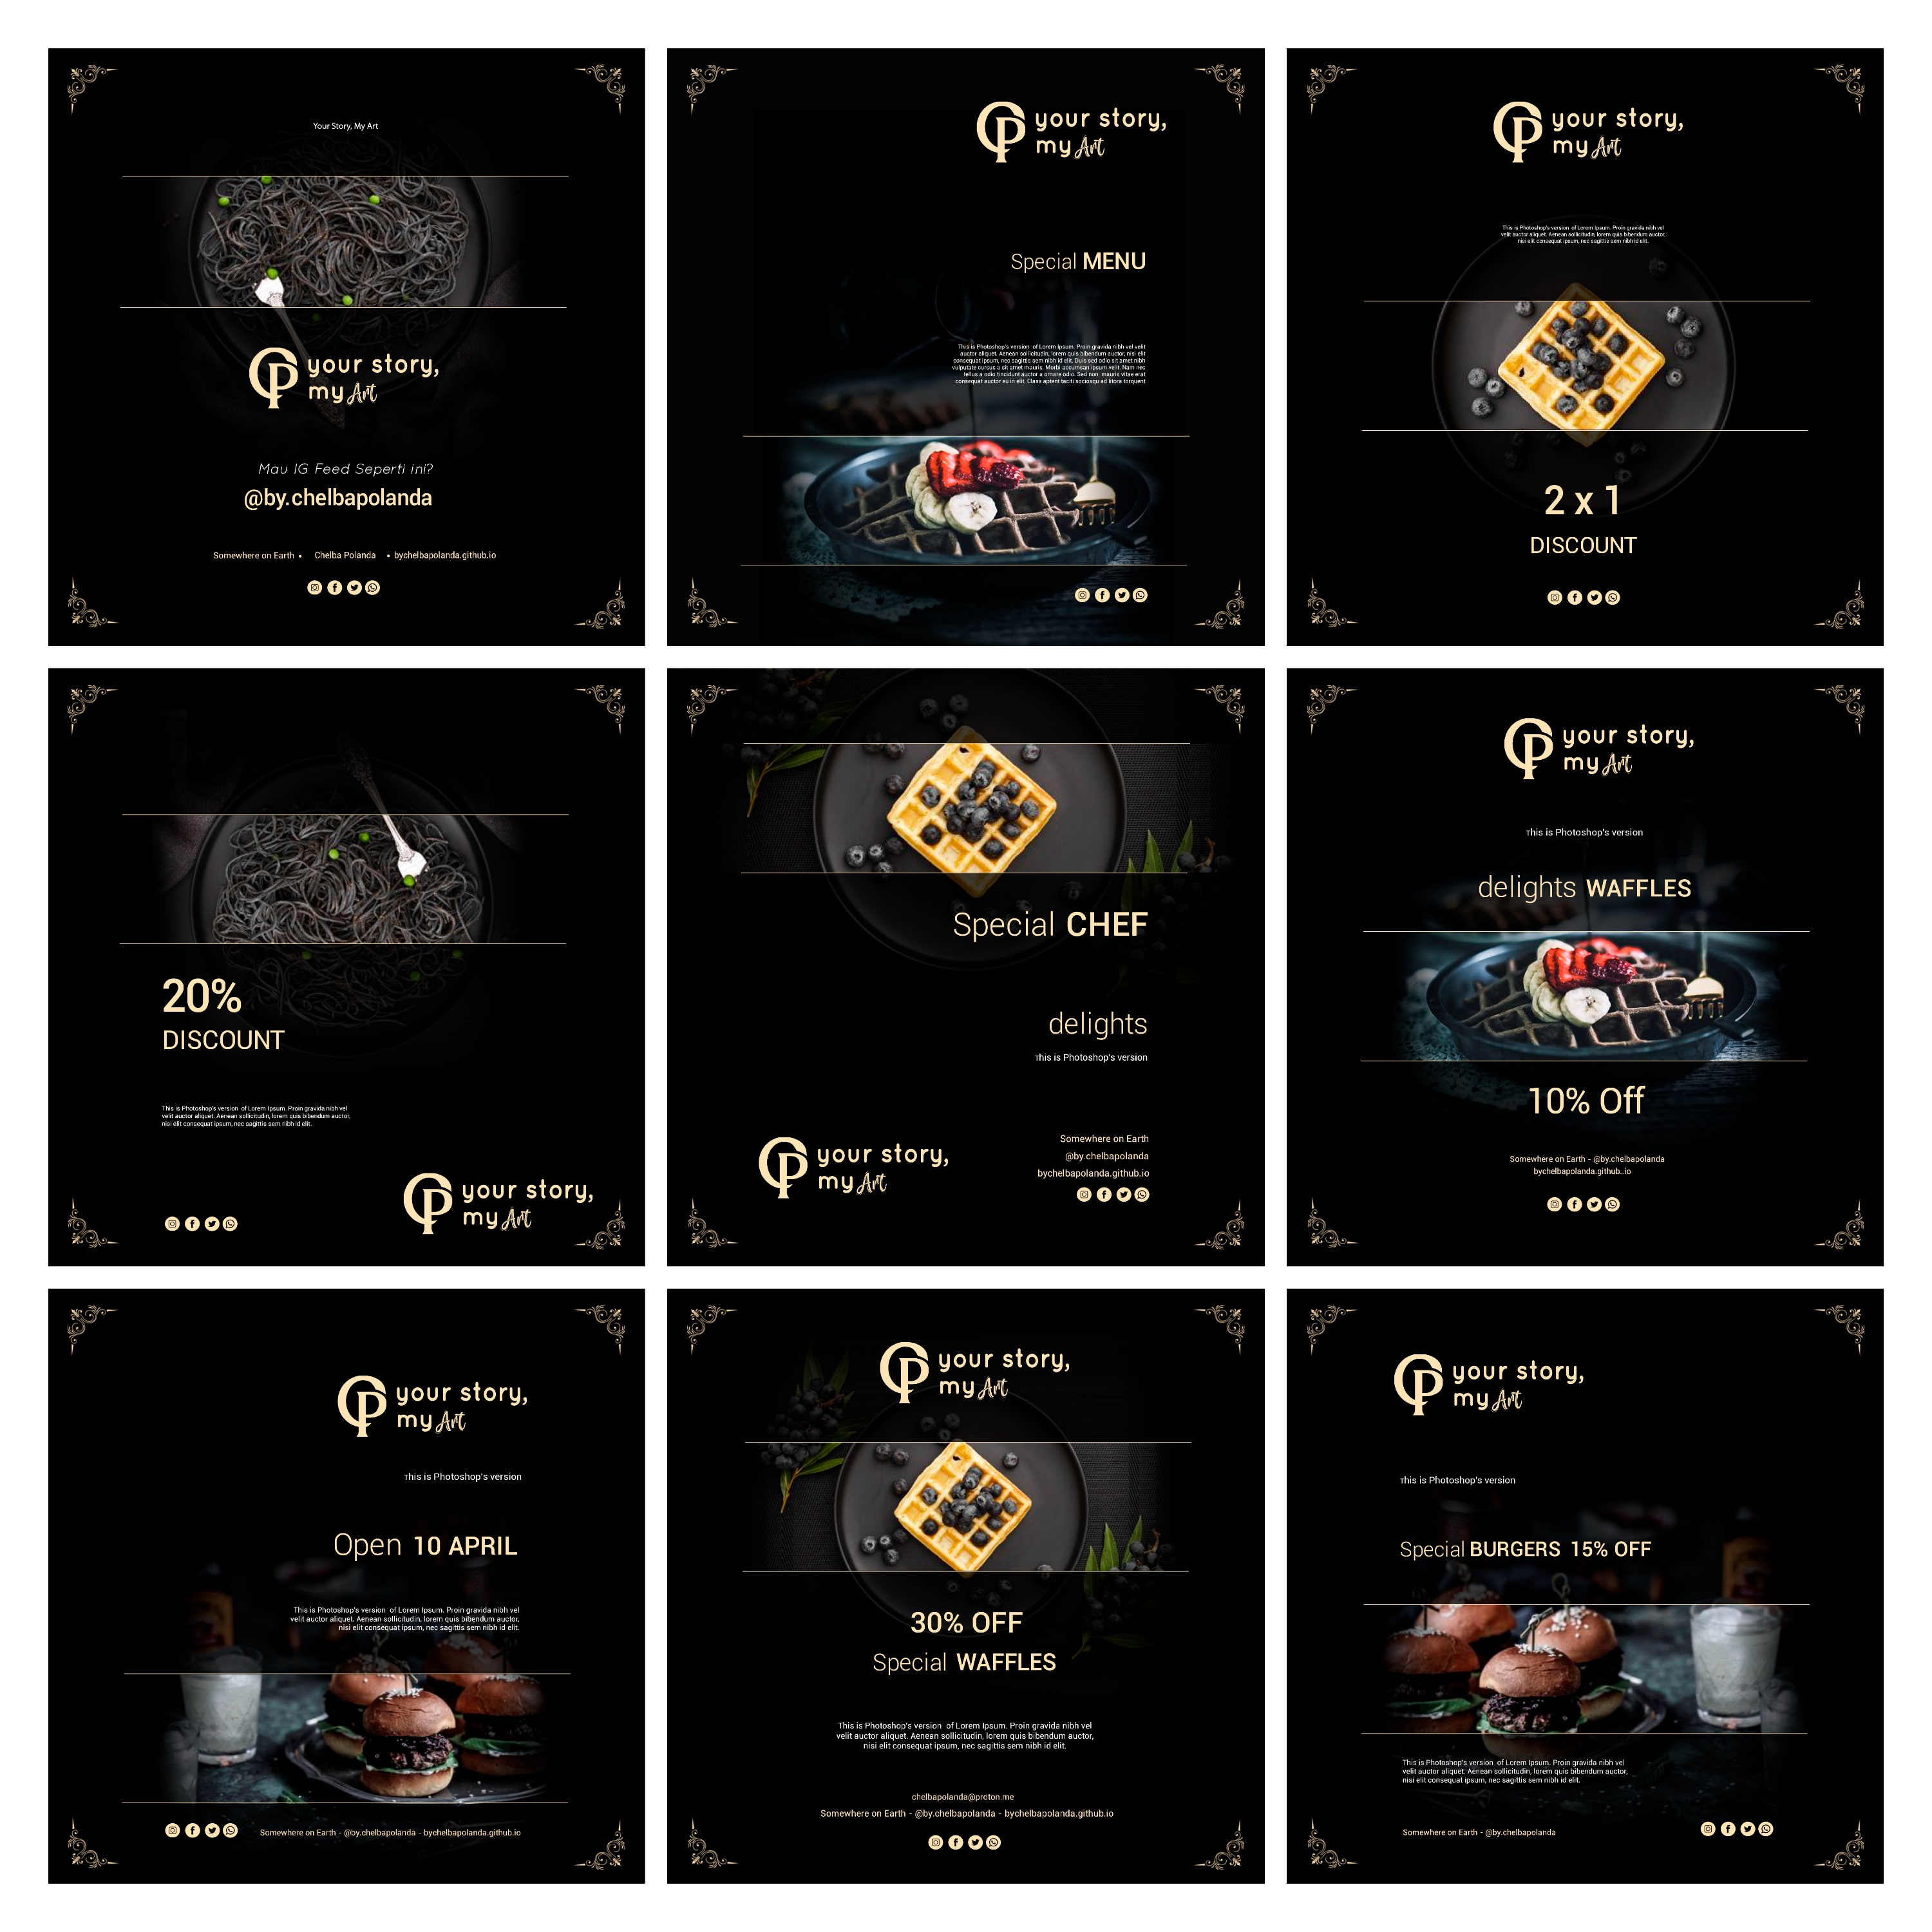 Your Story, My Art
CP your story,
my Art
Mau IG Feed Seperti ini?
@by.chelbapolanda
Somewhere on Earth • Chelba Polanda • bychelbapolanda.github.io
CP your story,
my Art
Special MENU
This is Photoshop's version of Lorem Ipsum. Proin gravida nibh vel velit
auctor aliquet. Aenean sollicitudin, lorem quis bibendum auctor, nisi elit
consequat ipsum, nec sagittis sem nibh id elit. Duis sed odio sit amet nibh
vulputate cursus a sit amet mauris. Morbi accumsan ipsum velit. Nam nec
tellus a odio tincidunt auctor a ornare odio. Sed non mauris vitae erat
consequat auctor eu in elit. Class aptent taciti sociosqu ad litora torquent
CP your story,
my Art
This is Photoshop's version of Lorem Ipsum. Proin gravida nibh vel
velit auctor aliquet. Aenean sollicitudin, lorem quis bibendum auctor,
nisi elit consequat ipsum, nec sagittis sem nibh id elit.
2 x 1
DISCOUNT
20%
DISCOUNT
This is Photoshop's version of Lorem Ipsum. Proin gravida nibh vel
velit auctor aliquet. Aenean sollicitudin, lorem quis bibendum auctor,
nisi elit consequat ipsum, nec sagittis sem nibh id elit.
CP your story,
my Art
Special CHEF
delights
This is Photoshop's version
CP your story,
my Art
Somewhere on Earth
@by.chelbapolanda
bychelbapolanda.github.io
CP your story,
my Art
This is Photoshop's version
delights WAFFLES
10% Off
Somewhere on Earth - @by.chelbapolanda
bychelbapolanda.github..io
CP your story,
my Art
This is Photoshop's version
Open 10 APRIL
This is Photoshop's version of Lorem Ipsum. Proin gravida nibh vel
velit auctor aliquet. Aenean sollicitudin, lorem quis bibendum auctor,
nisi elit consequat ipsum, nec sagittis sem nibh id elit.
Somewhere on Earth - @by.chelbapolanda - bychelbapolanda.github.io
CP your story,
my Art
30% OFF
Special WAFFLES
This is Photoshop's version of Lorem Ipsum. Proin gravida nibh vel
velit auctor aliquet. Aenean sollicitudin, lorem quis bibendum auctor,
nisi elit consequat ipsum, nec sagittis sem nibh id elit.
chelbapolanda@proton.me
Somewhere on Earth - @by.chelbapolanda - bychelbapolanda.github.io
CP your story,
my Art
This is Photoshop's version
Special BURGERS 15% OFF
This is Photoshop's version of Lorem Ipsum. Proin gravida nibh vel
velit auctor aliquet. Aenean sollicitudin, lorem quis bibendum auctor,
nisi elit consequat ipsum, nec sagittis sem nibh id elit.
Somewhere on Earth - @by.chelbapolanda